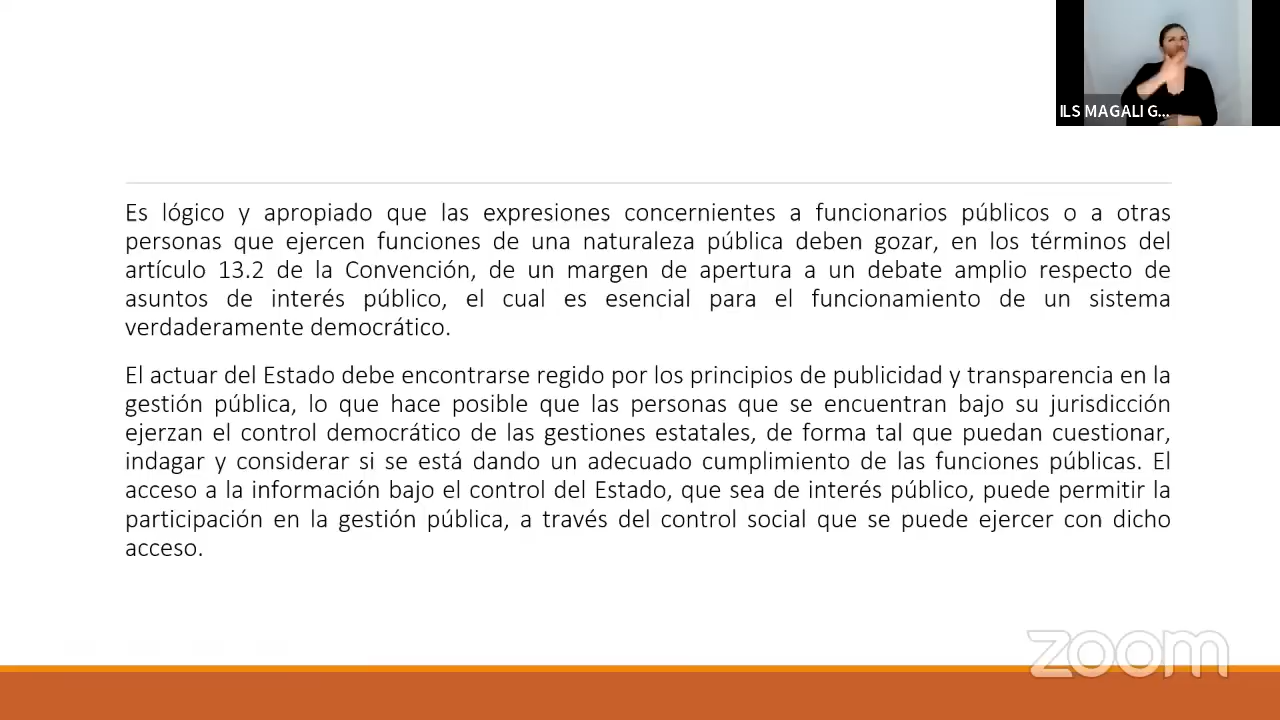 ILS MAGALI G...
Es lógico y apropiado que las expresiones concernientes a funcionarios públicos o a otras
personas que ejercen funciones de una naturaleza pública deben gozar, en los términos del
artículo 13.2 de la Convención, de un margen de apertura a un debate amplio respecto de
asuntos de interés público, el cual es esencial para el funcionamiento de un sistema
verdaderamente democrático.
El actuar del Estado debe encontrarse regido por los principios de publicidad y transparencia en la
gestión pública, lo que hace posible que las personas que se encuentran bajo su jurisdicción
ejerzan el control democrático de las gestiones estatales, de forma tal que puedan cuestionar,
indagar y considerar si se está dando un adecuado cumplimiento de las funciones públicas. El
acceso a la información bajo el control del Estado, que sea de interés público, puede permitir la
participación en la gestión pública, a través del control social que se puede ejercer con dicho
acceso.
zoom